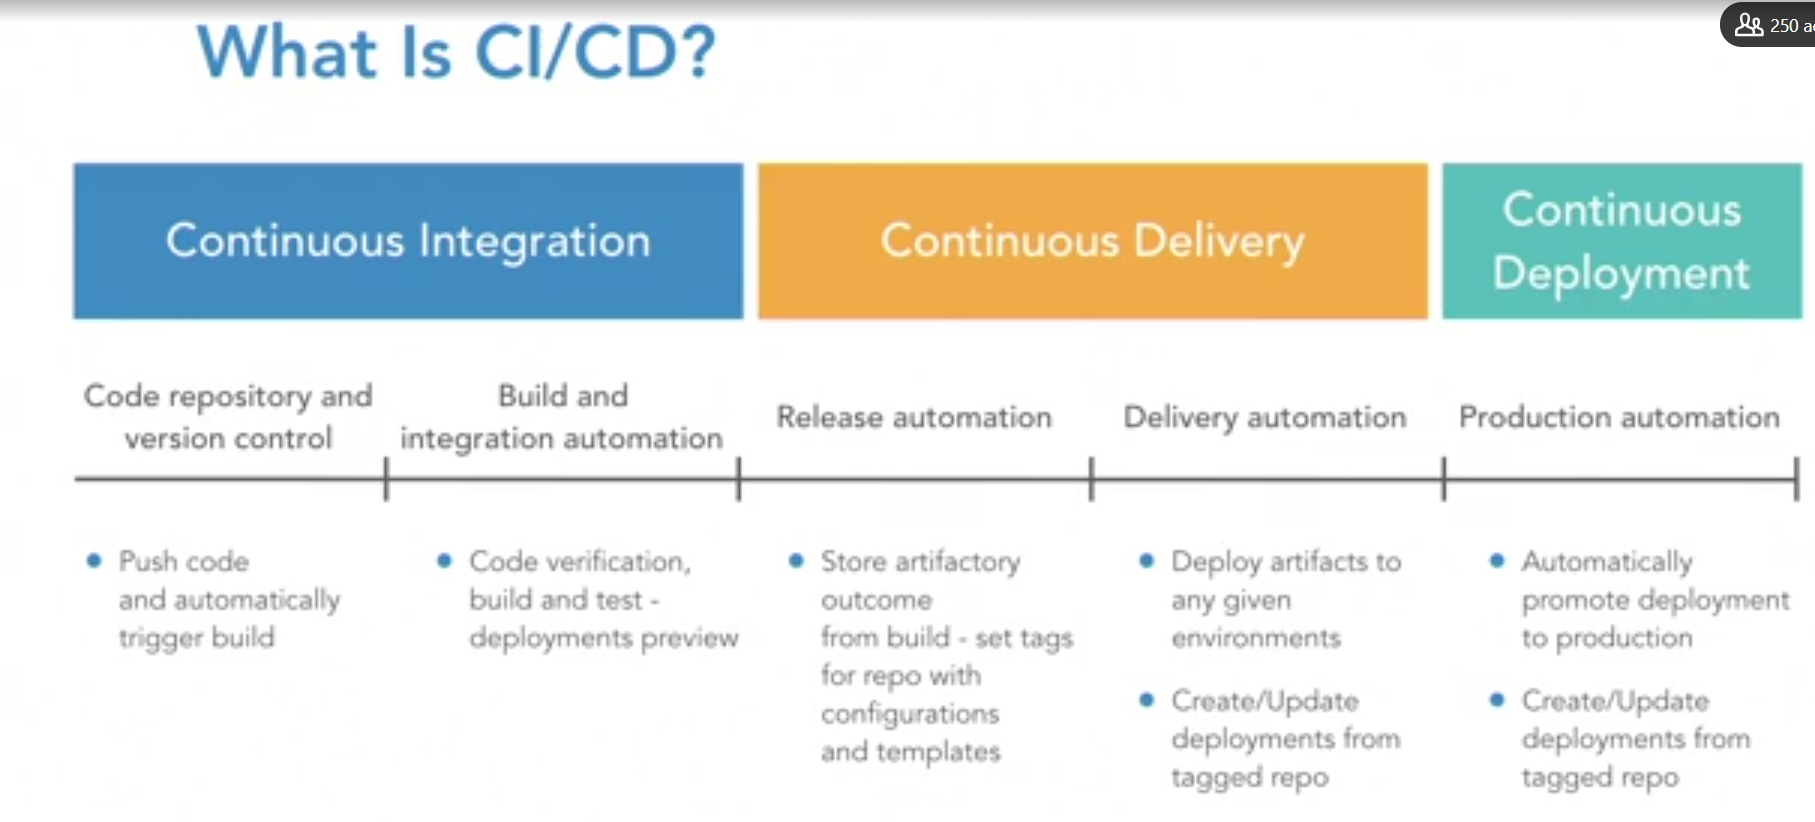 What Is CI/CD?
250
Continuous Integration
Continuous Delivery
Continuous
Deployment
Code repository and
version control
Build and
integration automation
Release automation
Delivery automation
Production automation
Push code
and automatically
trigger build
Code verification,
build and test -
deployments preview
Store artifactory
outcome
from build - set tags
for repo with
configurations
and templates
Deploy artifacts to
any given
environments
Create/Update
deployments from
tagged repo
Automatically
promote deployment
to production
Create/Update
deployments from
tagged repo